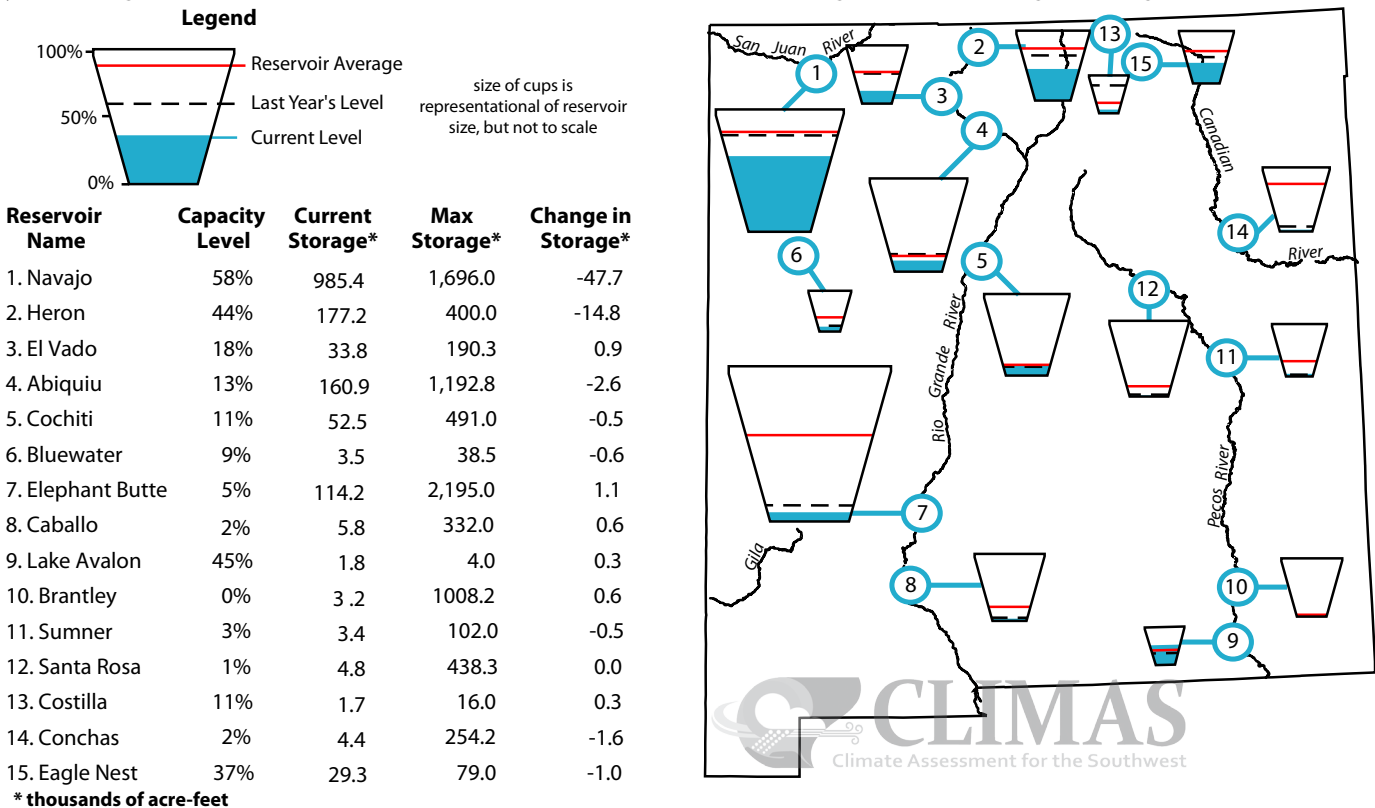 Legend
100%
50%
0%
Reservoir Average
Last Year's Level
Current Level
size of cups is
representational of reservoir
size, but not to scale
Reservoir Name Capacity Level Current Storage* Max Storage* Change in Storage*
1. Navajo 58% 985.4 1,696.0 -47.7
2. Heron 44% 177.2 400.0 -14.8
3. El Vado 18% 33.8 190.3 0.9
4. Abiquiu 13% 160.9 1,192.8 -2.6
5. Cochiti 11% 52.5 491.0 -0.5
6. Bluewater 9% 3.5 38.5 -0.6
7. Elephant Butte 5% 114.2 2,195.0 1.1
8. Caballo 2% 5.8 332.0 0.6
9. Lake Avalon 45% 1.8 4.0 0.3
10. Brantley 0% 3.2 1008.2 0.6
11. Sumner 3% 3.4 102.0 -0.5
12. Santa Rosa 1% 4.8 438.3 0.0
13. Costilla 11% 1.7 16.0 0.3
14. Conchas 2% 4.4 254.2 -1.6
15. Eagle Nest 37% 29.3 79.0 -1.0
* thousands of acre-feet
San Juan River
1
2
13
15
3
4
Canadian
14
River
6
5
12
11
Rio Grande River
Pecos River
7
Gila
8
10
9
CLIMAS
Climate Assessment for the Southwest